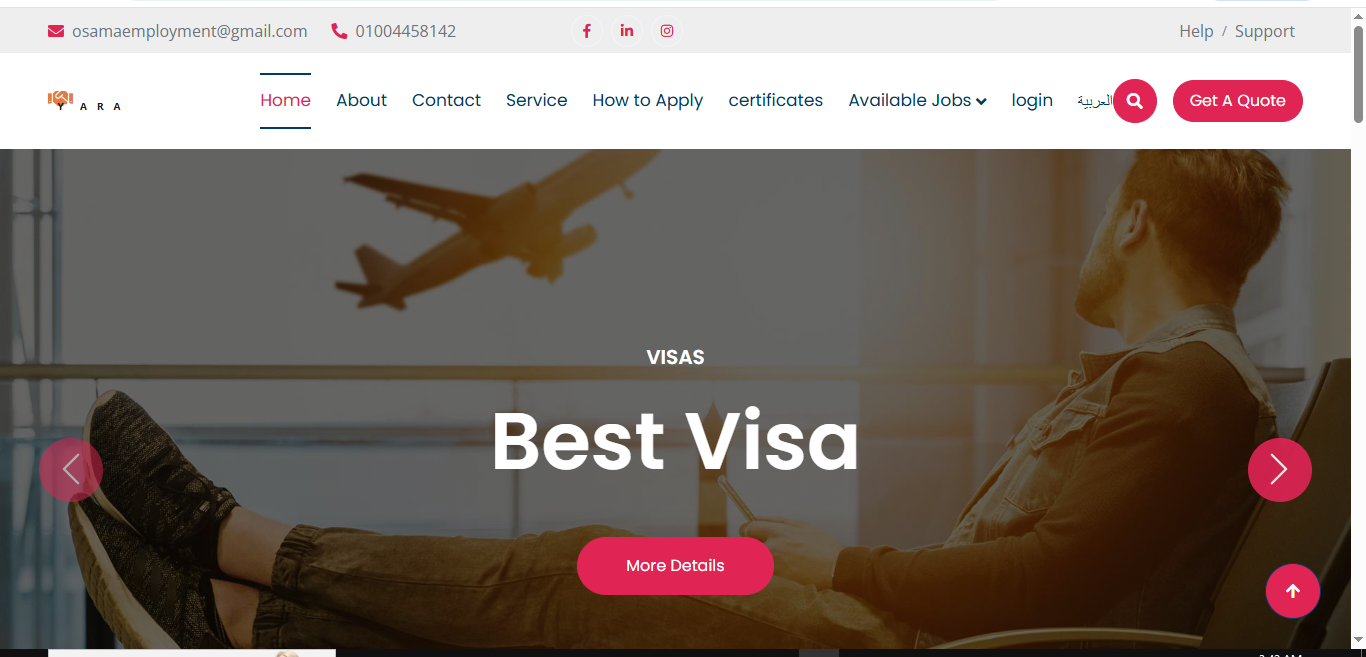 osamaemployment@gmail.com 01004458142 Help / Support
YARA Home About Contact Service How to Apply certificates Available Jobs login العربية Get A Quote
VISAS
Best Visa
More Details